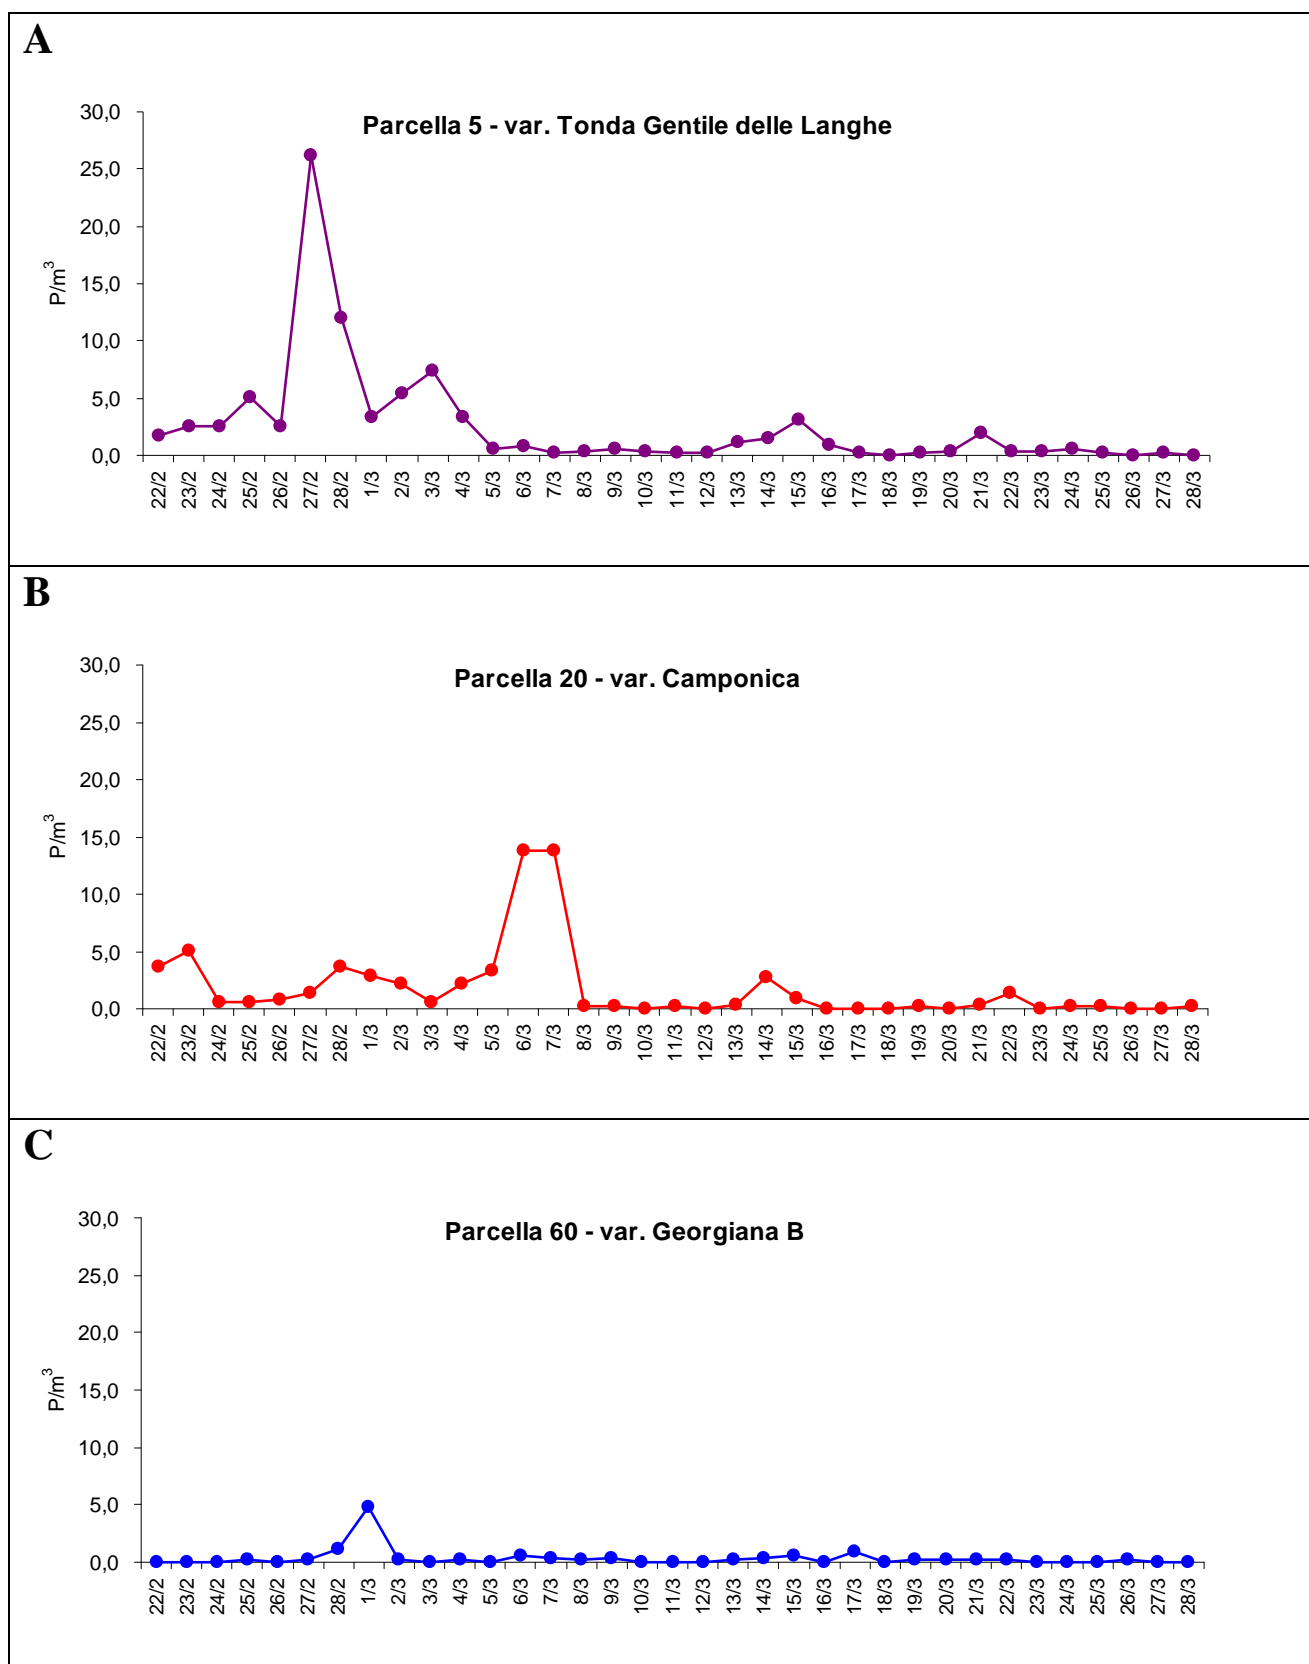 A
Parcella 5 - var. Tonda Gentile delle Langhe
30,0
25,0
20,0
15,0
10,0
5,0
0,0
P/m³
22/2 23/2 24/2 25/2 26/2 27/2 28/2 1/3 2/3 3/3 4/3 5/3 6/3 7/3 8/3 9/3 10/3 11/3 12/3 13/3 14/3 15/3 16/3 17/3 18/3 19/3 20/3 21/3 22/3 23/3 24/3 25/3 26/3 27/3 28/3
B
Parcella 20 - var. Camponica
30,0
25,0
20,0
15,0
10,0
5,0
0,0
P/m³
22/2 23/2 24/2 25/2 26/2 27/2 28/2 1/3 2/3 3/3 4/3 5/3 6/3 7/3 8/3 9/3 10/3 11/3 12/3 13/3 14/3 15/3 16/3 17/3 18/3 19/3 20/3 21/3 22/3 23/3 24/3 25/3 26/3 27/3 28/3
C
Parcella 60 - var. Georgiana B
30,0
25,0
20,0
15,0
10,0
5,0
0,0
P/m³
22/2 23/2 24/2 25/2 26/2 27/2 28/2 1/3 2/3 3/3 4/3 5/3 6/3 7/3 8/3 9/3 10/3 11/3 12/3 13/3 14/3 15/3 16/3 17/3 18/3 19/3 20/3 21/3 22/3 23/3 24/3 25/3 26/3 27/3 28/3